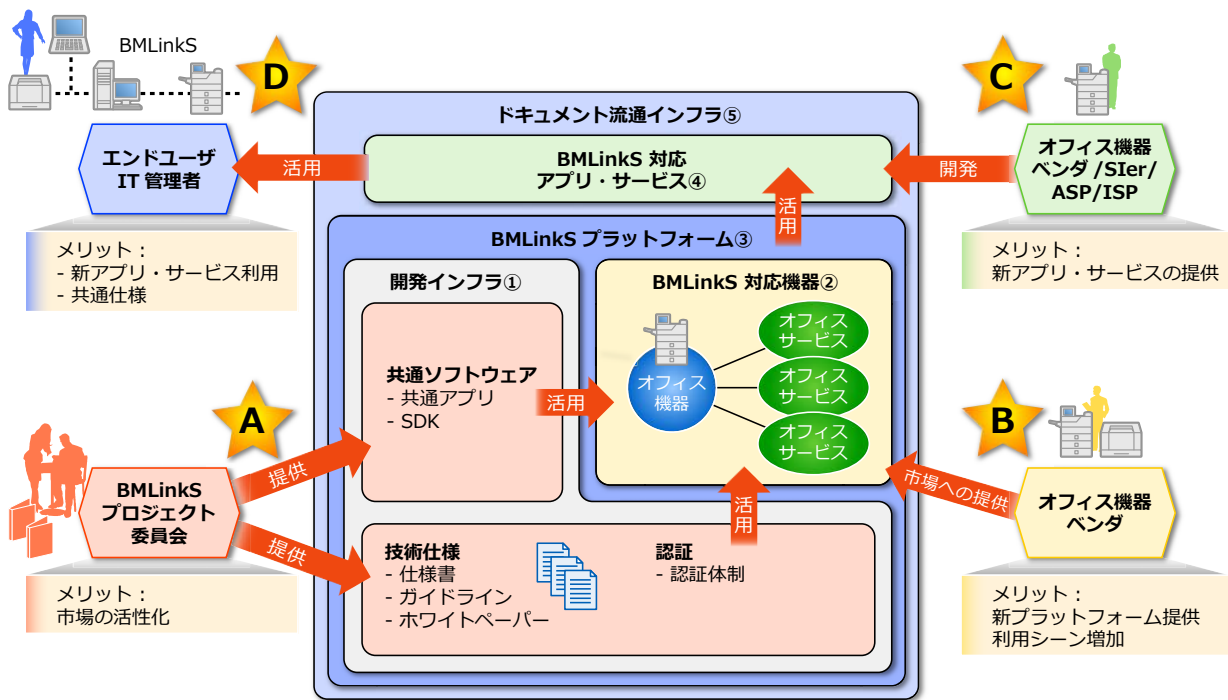 BMLinkS
D
エンドユーザ
IT 管理者
活用
メリット：
- 新アプリ・サービス利用
- 共通仕様
ドキュメント流通インフラ⑤
BMLinkS 対応
アプリ・サービス④
C
オフィス機器
ベンダ /SIer/
ASP/ISP
開発
メリット：
新アプリ・サービスの提供
活用
BMLinkS プラットフォーム③
開発インフラ①
共通ソフトウェア
- 共通アプリ
- SDK
活用
BMLinkS 対応機器②
オフィス
機器
オフィス
サービス
オフィス
サービス
オフィス
サービス
A
BMLinkS
プロジェクト
委員会
提供
提供
メリット：
市場の活性化
技術仕様
- 仕様書
- ガイドライン
- ホワイトペーパー
認証
- 認証体制
活用
B
オフィス機器
ベンダ
市場への提供
メリット：
新プラットフォーム提供
利用シーン増加